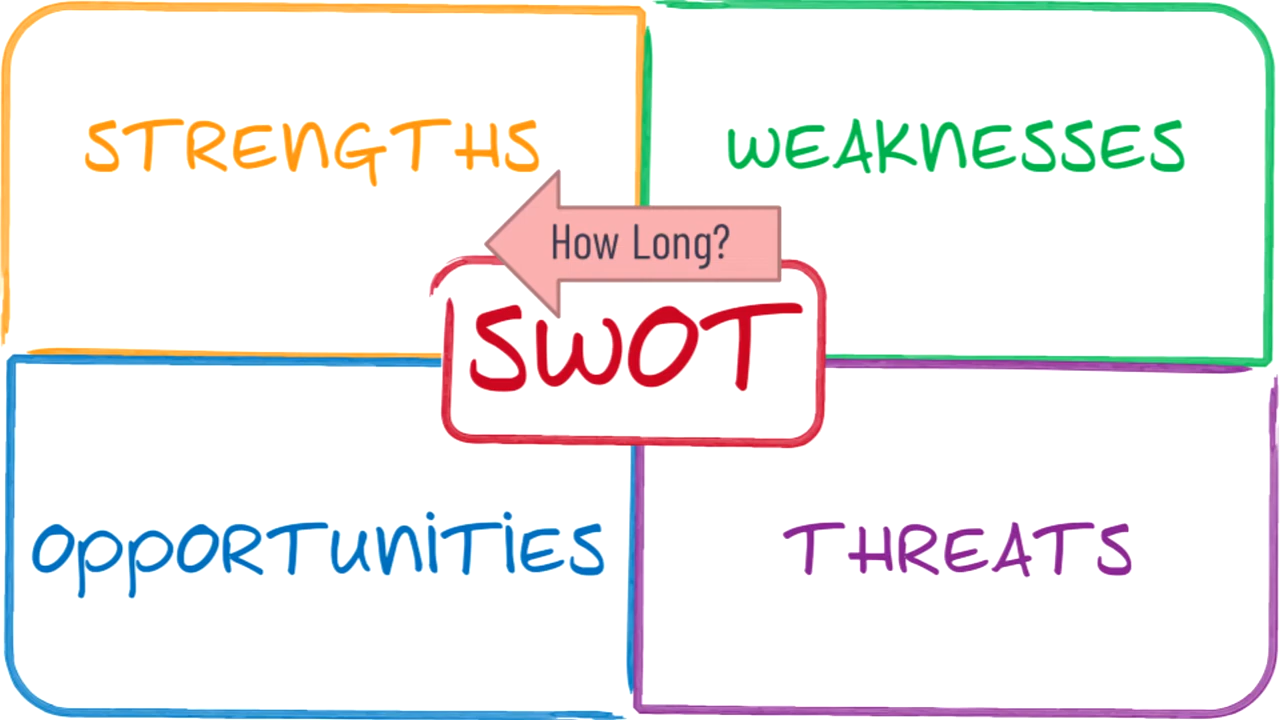 STRENGTHS
WEAKNESSES
How Long?
SWOT
OPPORTUNITIES
THREATS